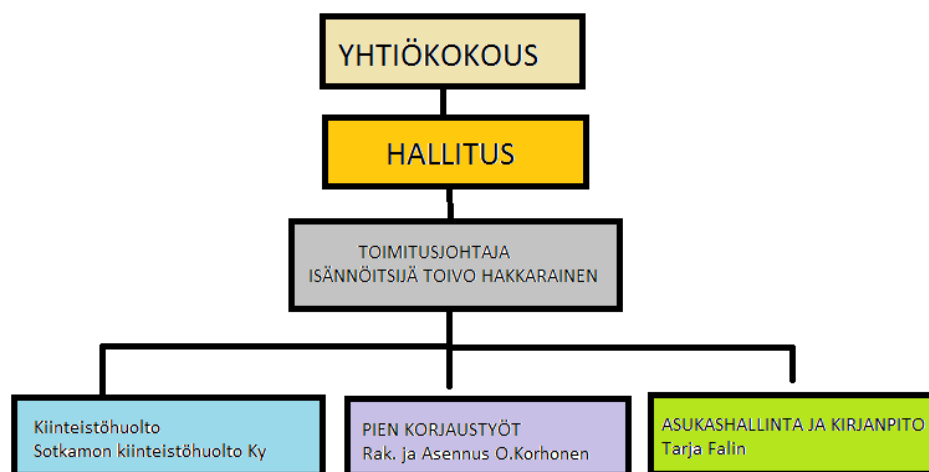 YHTIÖKOKOUS
HALLITUS
TOIMITUSJOHTAJA
ISÄNNÖITSIJÄ TOIVO HAKKARAINEN
Kiinteistöhuolto
Sotkamon kiinteistöhuolto Ky
PIEN KORJAUSTYÖT
Rak. ja Asennus O.Korhonen
ASUKASHALLINTA JA KIRJANPITO
Tarja Falin